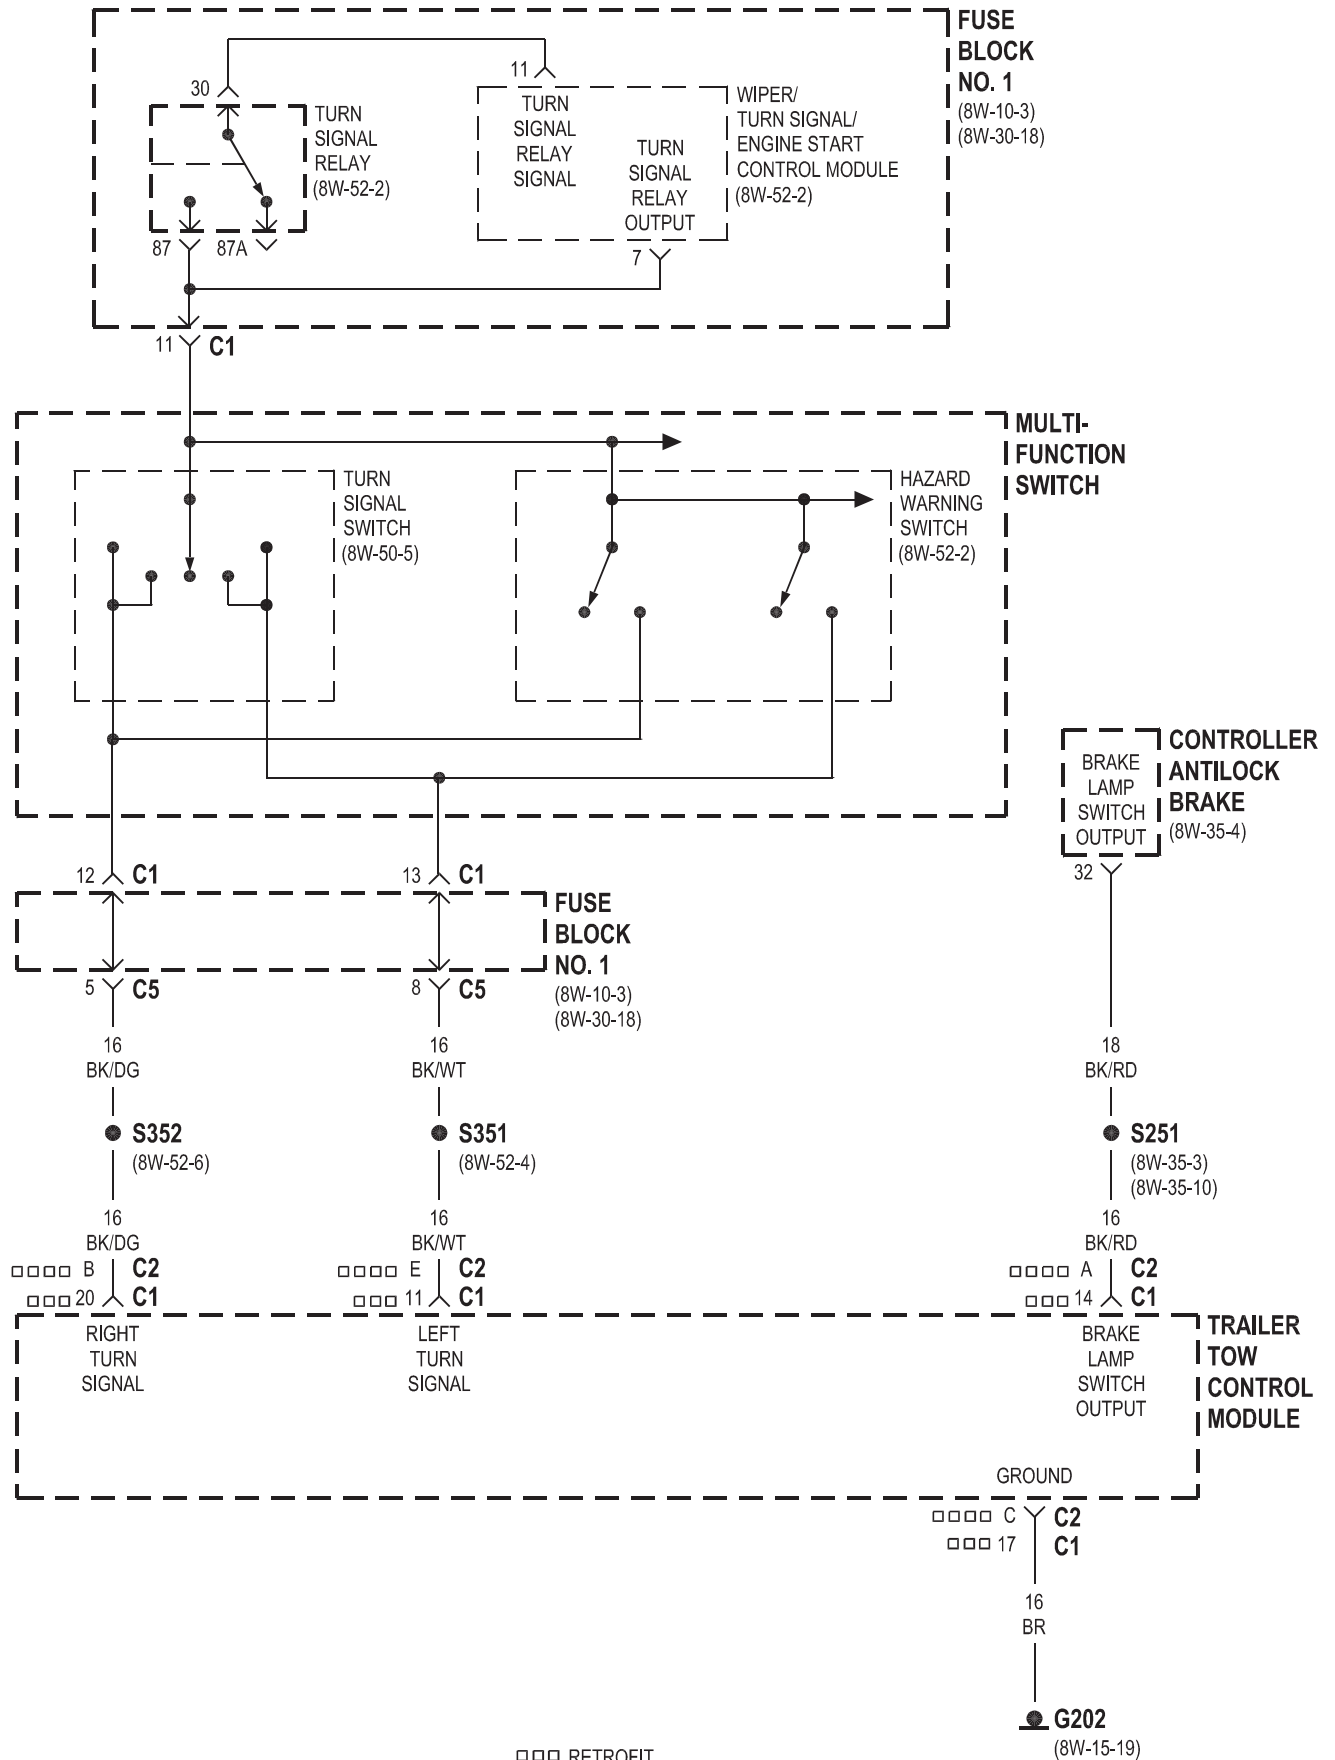 FUSE
BLOCK
NO. 1
(8W-10-3)
(8W-30-18)
30
11
TURN
SIGNAL
RELAY
(8W-52-2)
TURN
SIGNAL
RELAY
SIGNAL
TURN
SIGNAL
RELAY
OUTPUT
WIPER/
TURN SIGNAL/
ENGINE START
CONTROL MODULE
(8W-52-2)
87
87A
7
11 C1
MULTI-
FUNCTION
SWITCH
TURN
SIGNAL
SWITCH
(8W-50-5)
HAZARD
WARNING
SWITCH
(8W-52-2)
CONTROLLER
ANTILOCK
BRAKE
(8W-35-4)
BRAKE
LAMP
SWITCH
OUTPUT
32
12 C1
13 C1
FUSE
BLOCK
NO. 1
(8W-10-3)
(8W-30-18)
5 C5
8 C5
16
BK/DG
16
BK/WT
18
BK/RD
S352
(8W-52-6)
S351
(8W-52-4)
S251
(8W-35-3)
(8W-35-10)
16
BK/DG
16
BK/WT
16
BK/RD
□□□□ B C2
□□□ 20 C1
□□□□ E C2
□□□ 11 C1
□□□□ A C2
□□□ 14 C1
RIGHT
TURN
SIGNAL
LEFT
TURN
SIGNAL
BRAKE
LAMP
SWITCH
OUTPUT
TRAILER
TOW
CONTROL
MODULE
GROUND
□□□□ C C2
□□□ 17 C1
16
BR
G202
(8W-15-19)
□□□ RETROFIT